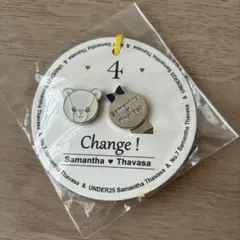 4
Change !
Samantha ♥ Thavasa
& UNDER25 Samantha Thavasa & No.7 Samantha Thavasa